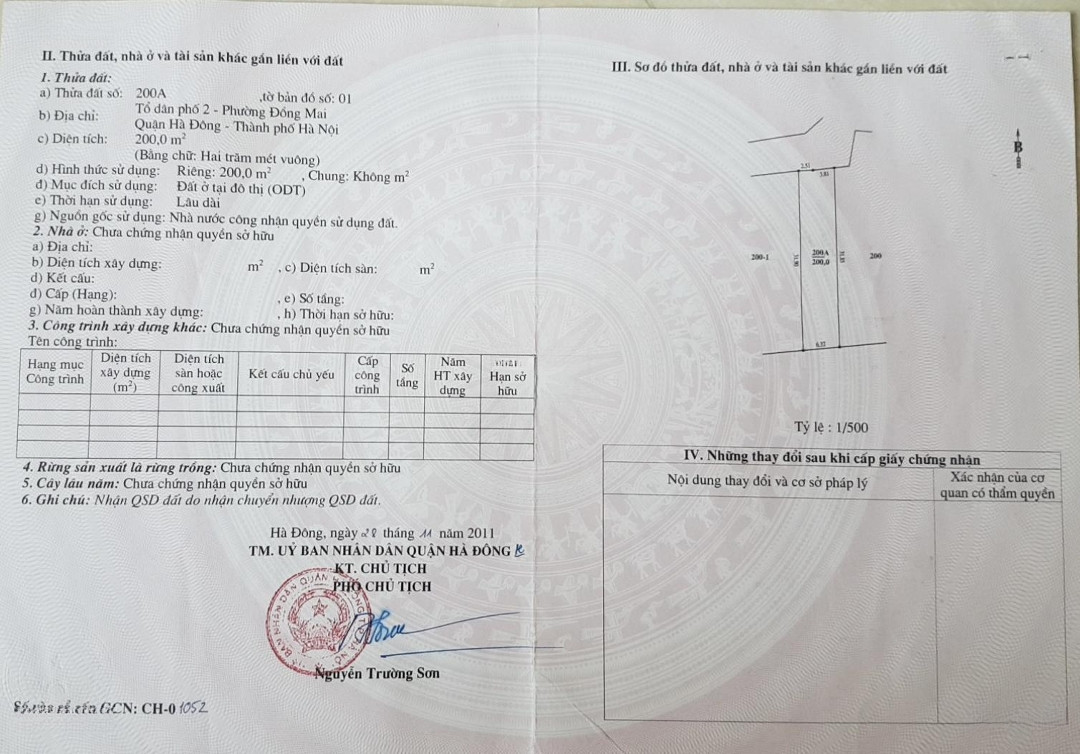 II. Thửa đất, nhà ở và tài sản khác gắn liền với đất
1. Thửa đất:
a) Thửa đất số: 200A ,tờ bản đồ số: 01
b) Địa chỉ: Tổ dân phố 2 - Phường Đồng Mai
Quận Hà Đông - Thành phố Hà Nội
c) Diện tích: 200,0 m²
(Bằng chữ: Hai trăm mét vuông)
d) Hình thức sử dụng: Riêng: 200,0 m² , Chung: Không m²
đ) Mục đích sử dụng: Đất ở tại đô thị (ODT)
e) Thời hạn sử dụng: Lâu dài
g) Nguồn gốc sử dụng: Nhà nước công nhận quyền sử dụng đất.
2. Nhà ở: Chưa chứng nhận quyền sở hữu
a) Địa chỉ:
b) Diện tích xây dựng: m² , c) Diện tích sàn: m²
d) Kết cấu:
đ) Cấp (Hạng): , e) Số tầng:
g) Năm hoàn thành xây dựng: , h) Thời hạn sở hữu:
3. Công trình xây dựng khác: Chưa chứng nhận quyền sở hữu
Tên công trình:
Hạng mục Công trình
Diện tích xây dựng (m²)
Diện tích sàn hoặc công xuất
Kết cấu chủ yếu
Cấp công trình
Số tầng
Năm HT xây dựng
Hạn sở hữu
4. Rừng sản xuất là rừng trồng: Chưa chứng nhận quyền sở hữu
5. Cây lâu năm: Chưa chứng nhận quyền sở hữu
6. Ghi chú: Nhận QSD đất do nhận chuyển nhượng QSD đất.
Hà Đông, ngày 28 tháng 11 năm 2011
TM. UỶ BAN NHÂN DÂN QUẬN HÀ ĐÔNG
KT. CHỦ TỊCH
PHÓ CHỦ TỊCH
Nguyễn Trường Sơn
GCN: CH-01052
III. Sơ đồ thửa đất, nhà ở và tài sản khác gắn liền với đất
B
2.51
200-1
200A
200,0
200
6.22
Tỷ lệ : 1/500
IV. Những thay đổi sau khi cấp giấy chứng nhận
Nội dung thay đổi và cơ sở pháp lý
Xác nhận của cơ
quan có thẩm quyền